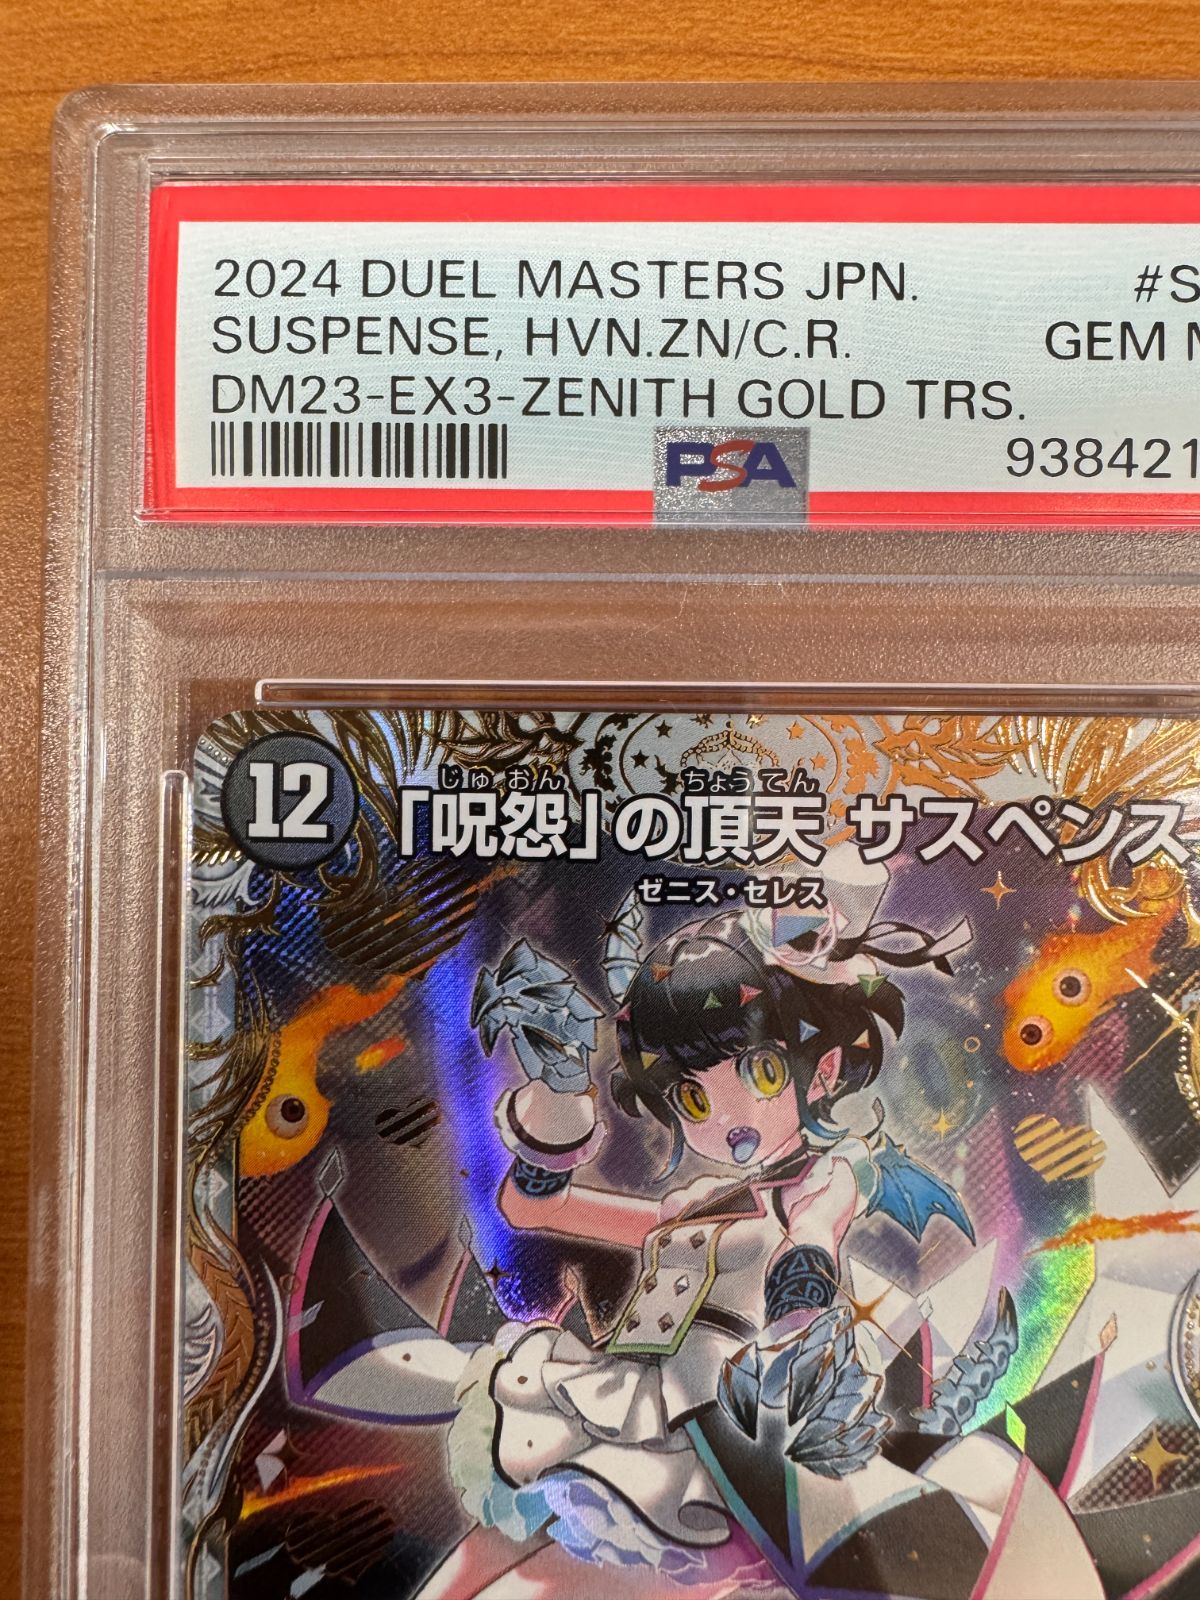 2024 DUEL MASTERS JPN. #S
SUSPENSE, HVN.ZN/C.R. GEM M
DM23-EX3-ZENITH GOLD TRS.
PSA 938421
12
じゅおん ちょうてん
「呪怨」の頂天 サスペンス
ゼニス・セレス